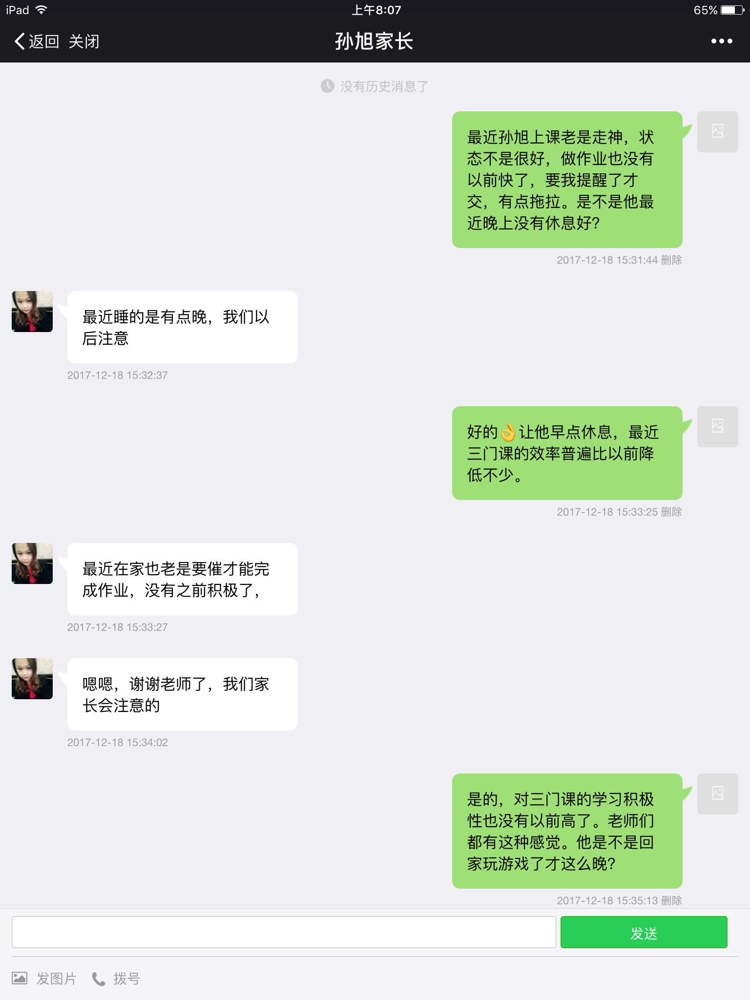 iPad 上午8:07 65%
返回 关闭 孙旭家长
没有历史消息了
最近孙旭上课老是走神，状
态不是很好，做作业也没有
以前快了，要我提醒了才
交，有点拖拉。是不是他最
近晚上没有休息好？
2017-12-18 15:31:44 删除
最近睡的是有点晚，我们以
后注意
2017-12-18 15:32:37
好的👌让他早点休息，最近
三门课的效率普遍比以前降
低不少。
2017-12-18 15:33:25 删除
最近在家也老是要催才能完
成作业，没有之前积极了，
2017-12-18 15:33:27
嗯嗯，谢谢老师了，我们家
长会注意的
2017-12-18 15:34:02
是的，对三门课的学习积极
性也没有以前高了。老师们
都有这种感觉。他是不是回
家玩游戏了才这么晚？
2017-12-18 15:35:13 删除
发送
发图片 拨号